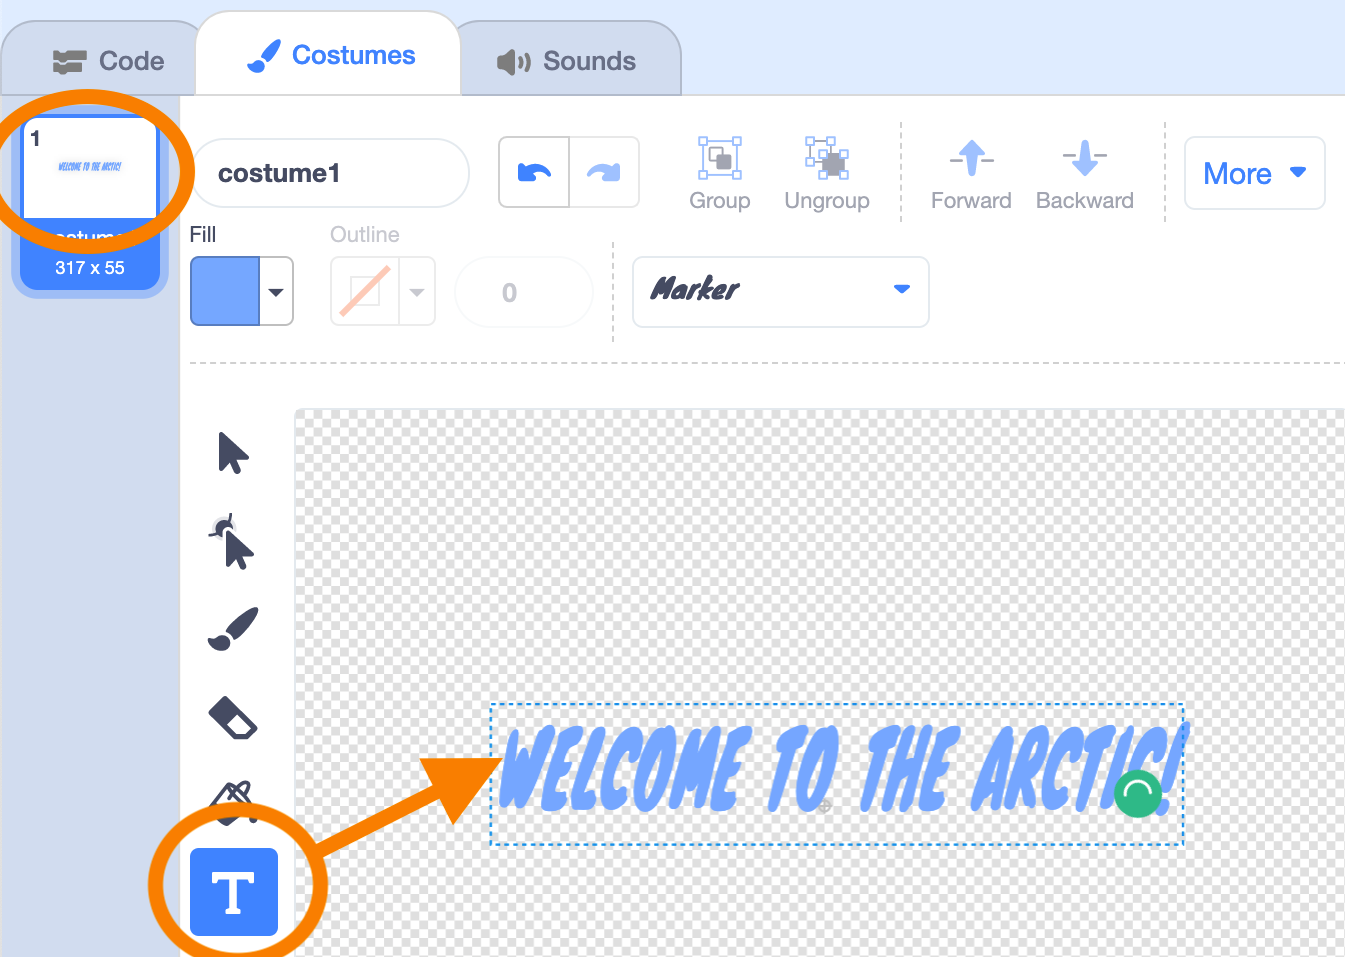 Code
Costumes
Sounds
1
WELCOME TO THE ARCTIC!
317 x 55
costume1
Group
Ungroup
Forward
Backward
More
Fill
Outline
0
Marker
T
WELCOME TO THE ARCTIC!